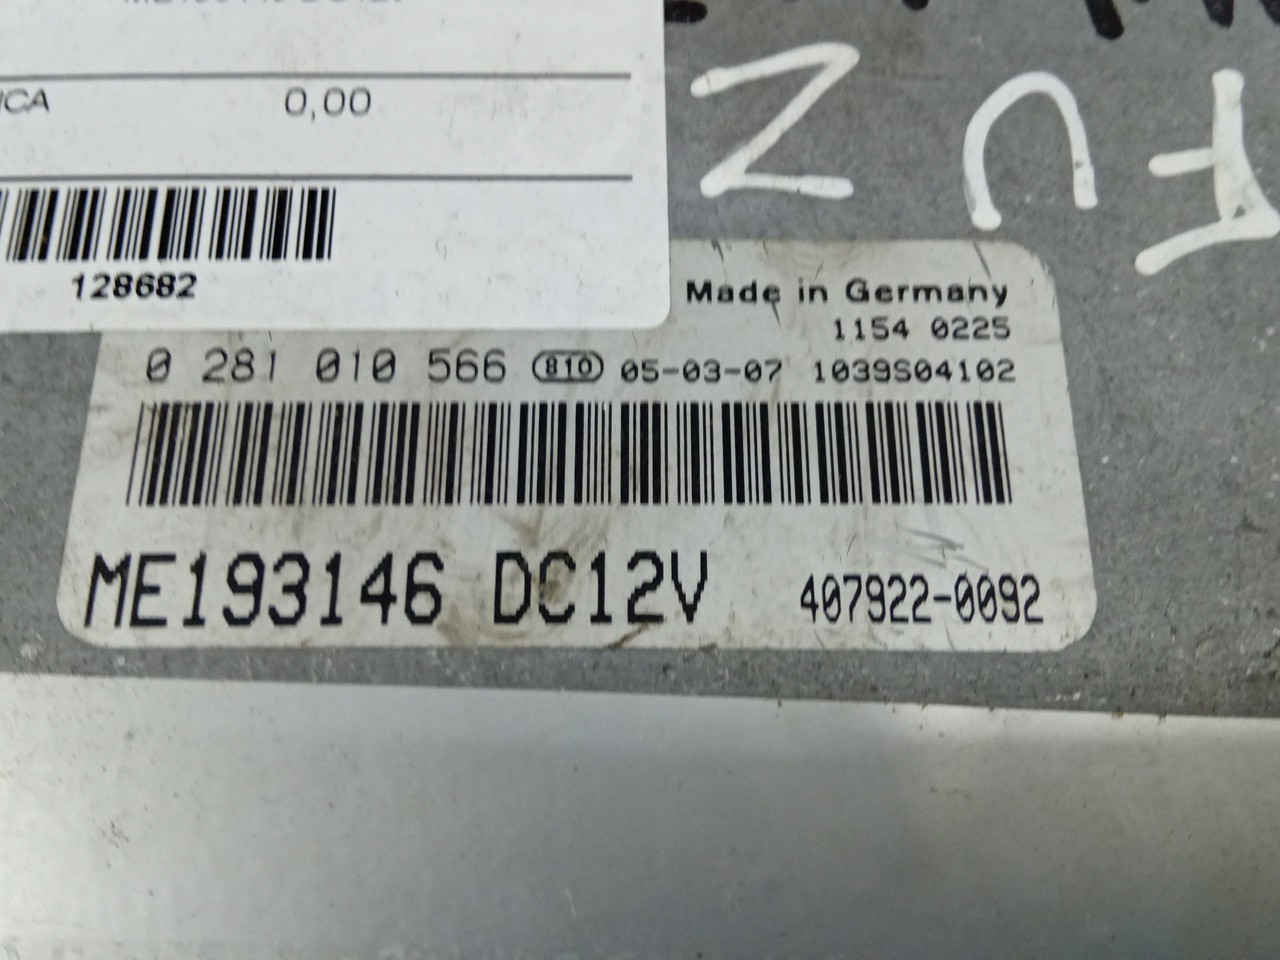 0,00
128682
Made in Germany
1154 0225
0 281 010 566 810 05-03-07 1039S04102
ME193146 DC12V 407922-0092